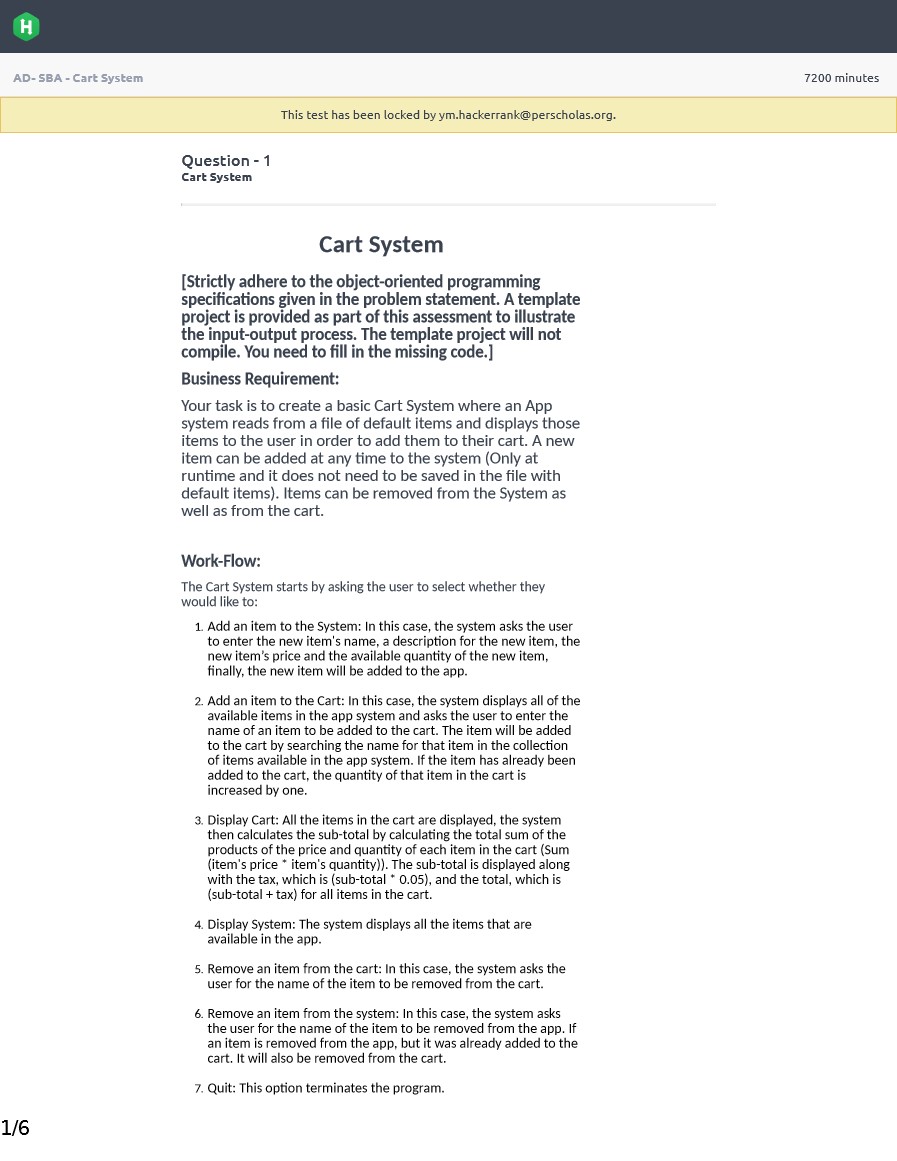 H
AD- SBA - Cart System
7200 minutes
This test has been locked by ym.hackerrank@perscholas.org.
Question - 1
Cart System
Cart System
[Strictly adhere to the object-oriented programming
specifications given in the problem statement. A template
project is provided as part of this assessment to illustrate
the input-output process. The template project will not
compile. You need to fill in the missing code.]
Business Requirement:
Your task is to create a basic Cart System where an App
system reads from a file of default items and displays those
items to the user in order to add them to their cart. A new
item can be added at any time to the system (Only at
runtime and it does not need to be saved in the file with
default items). Items can be removed from the System as
well as from the cart.
Work-Flow:
The Cart System starts by asking the user to select whether they
would like to:
1. Add an item to the System: In this case, the system asks the user
to enter the new item's name, a description for the new item, the
new item’s price and the available quantity of the new item,
finally, the new item will be added to the app.
2. Add an item to the Cart: In this case, the system displays all of the
available items in the app system and asks the user to enter the
name of an item to be added to the cart. The item will be added
to the cart by searching the name for that item in the collection
of items available in the app system. If the item has already been
added to the cart, the quantity of that item in the cart is
increased by one.
3. Display Cart: All the items in the cart are displayed, the system
then calculates the sub-total by calculating the total sum of the
products of the price and quantity of each item in the cart (Sum
(item's price * item's quantity)). The sub-total is displayed along
with the tax, which is (sub-total * 0.05), and the total, which is
(sub-total + tax) for all items in the cart.
4. Display System: The system displays all the items that are
available in the app.
5. Remove an item from the cart: In this case, the system asks the
user for the name of the item to be removed from the cart.
6. Remove an item from the system: In this case, the system asks
the user for the name of the item to be removed from the app. If
an item is removed from the app, but it was already added to the
cart. It will also be removed from the cart.
7. Quit: This option terminates the program.
1/6